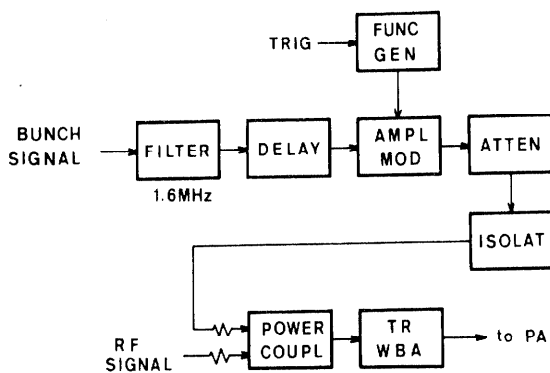 TRIG
FUNC
GEN
BUNCH
SIGNAL
FILTER
DELAY
AMPL
MOD
ATTEN
1.6MHz
ISOLAT
RF
SIGNAL
POWER
COUPL
TR
WBA
to PA